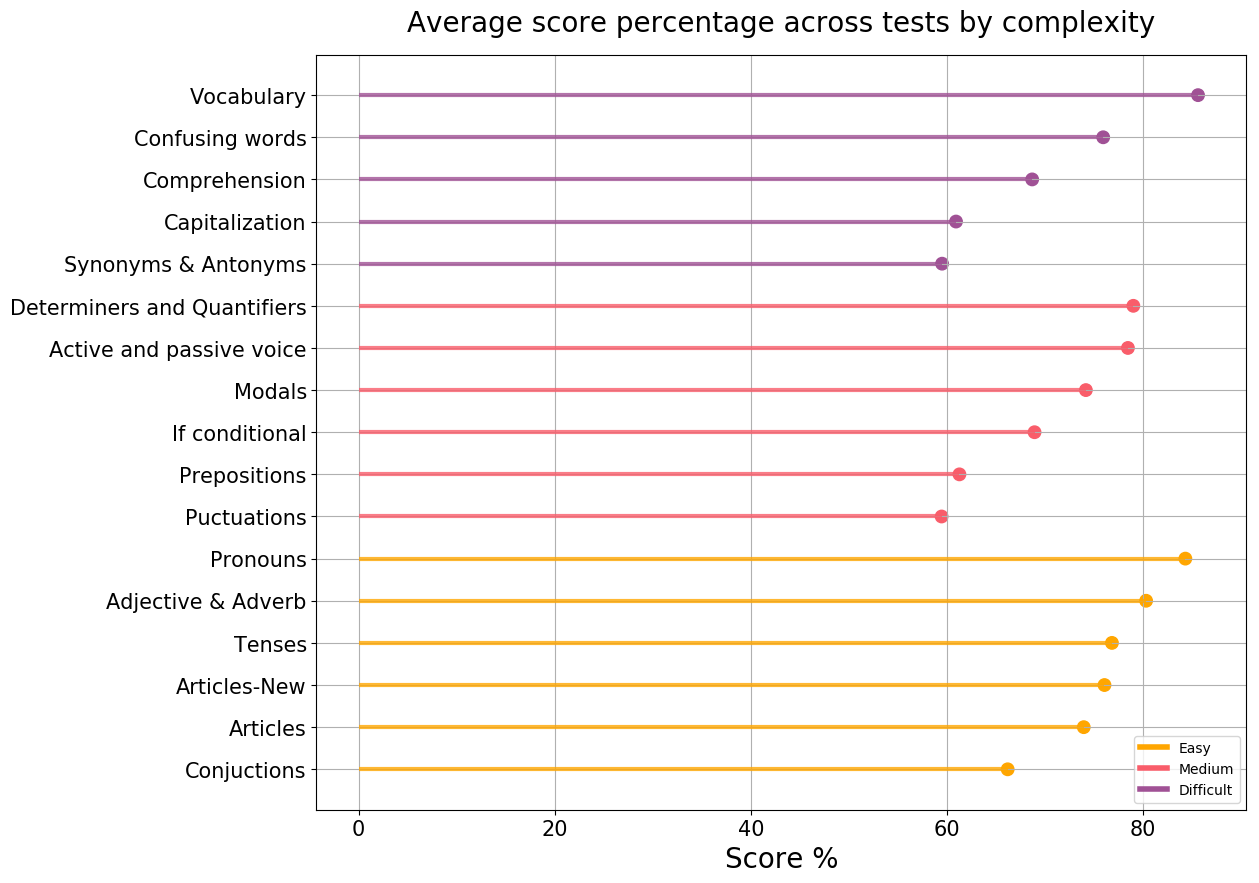 Average score percentage across tests by complexity
Vocabulary
Confusing words
Comprehension
Capitalization
Synonyms & Antonyms
Determiners and Quantifiers
Active and passive voice
Modals
If conditional
Prepositions
Puctuations
Pronouns
Adjective & Adverb
Tenses
Articles-New
Articles
Conjuctions
Easy
Medium
Difficult
0 20 40 60 80
Score %